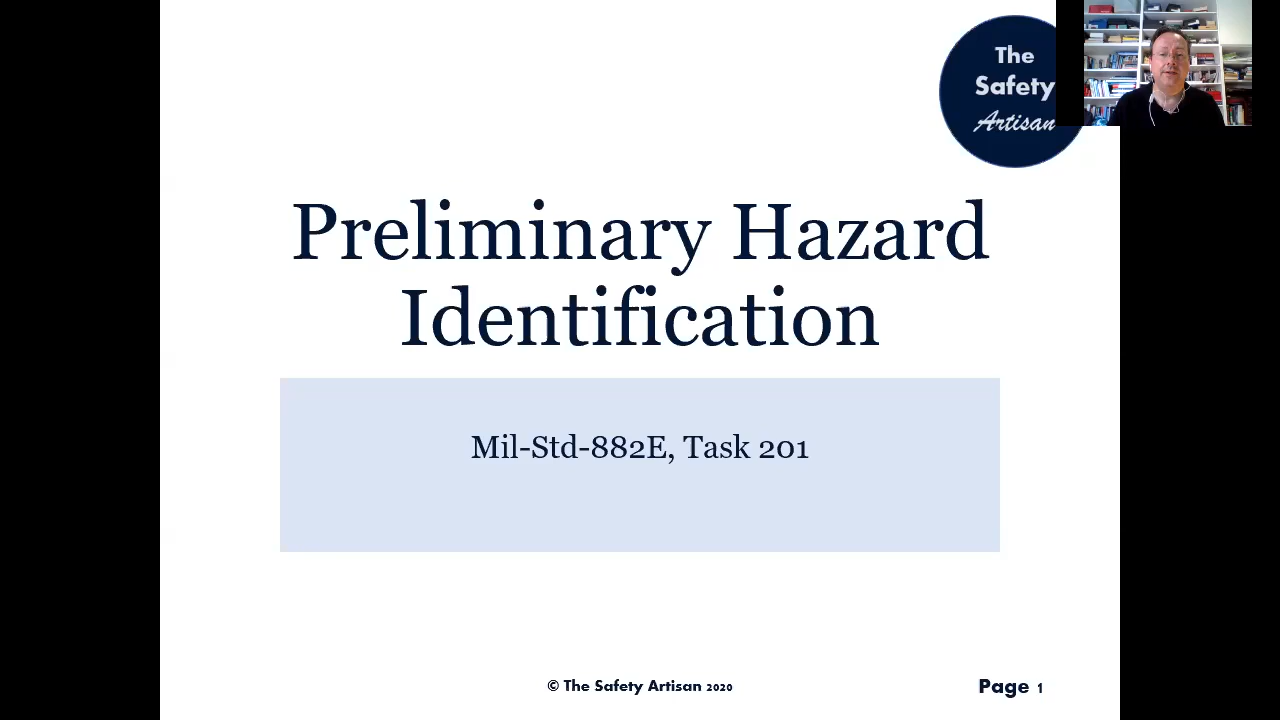 The
Safety
Artisan
Preliminary Hazard
Identification
Mil-Std-882E, Task 201
© The Safety Artisan 2020
Page 1